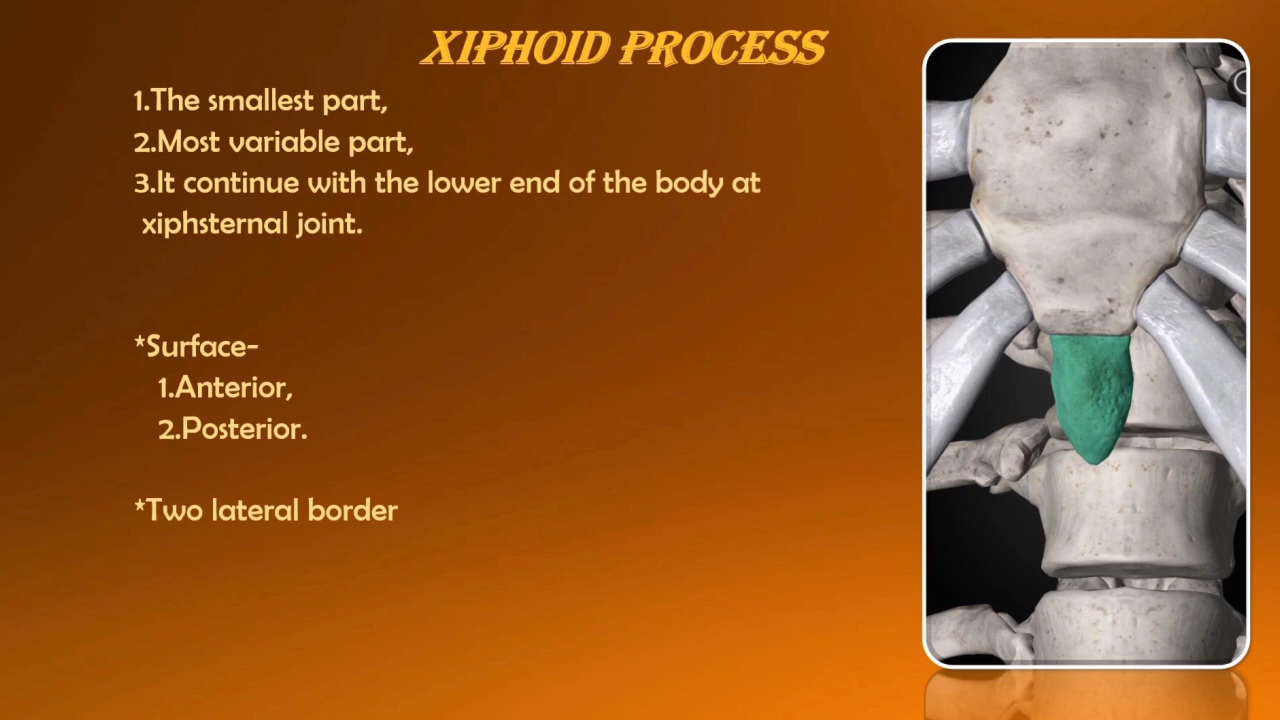 XIPHOID PROCESS
1.The smallest part,
2.Most variable part,
3.It continue with the lower end of the body at
xiphsternal joint.
*Surface-
1.Anterior,
2.Posterior.
*Two lateral border